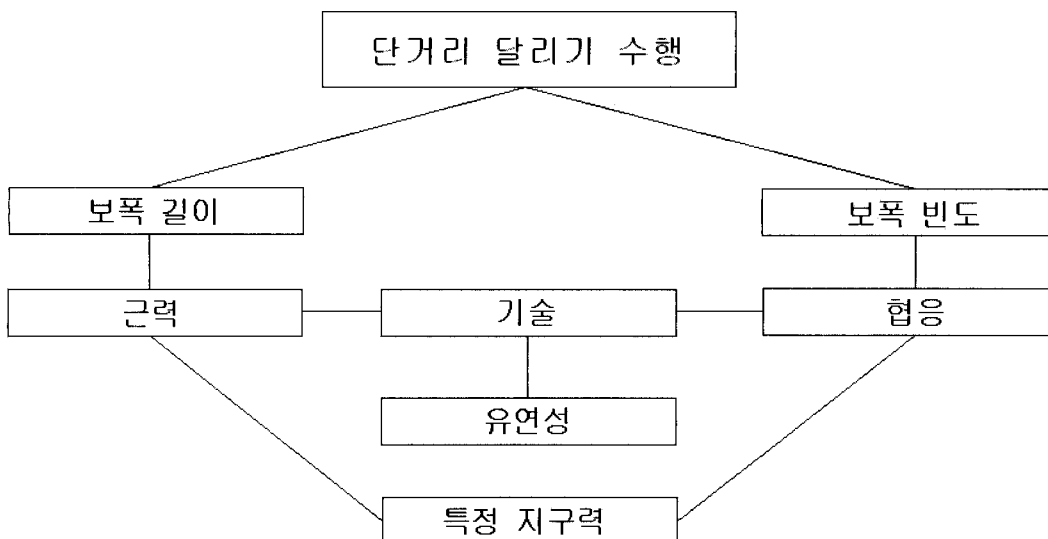 단거리 달리기 수행
보폭 길이
보폭 빈도
근력
기술
협응
유연성
특정 지구력